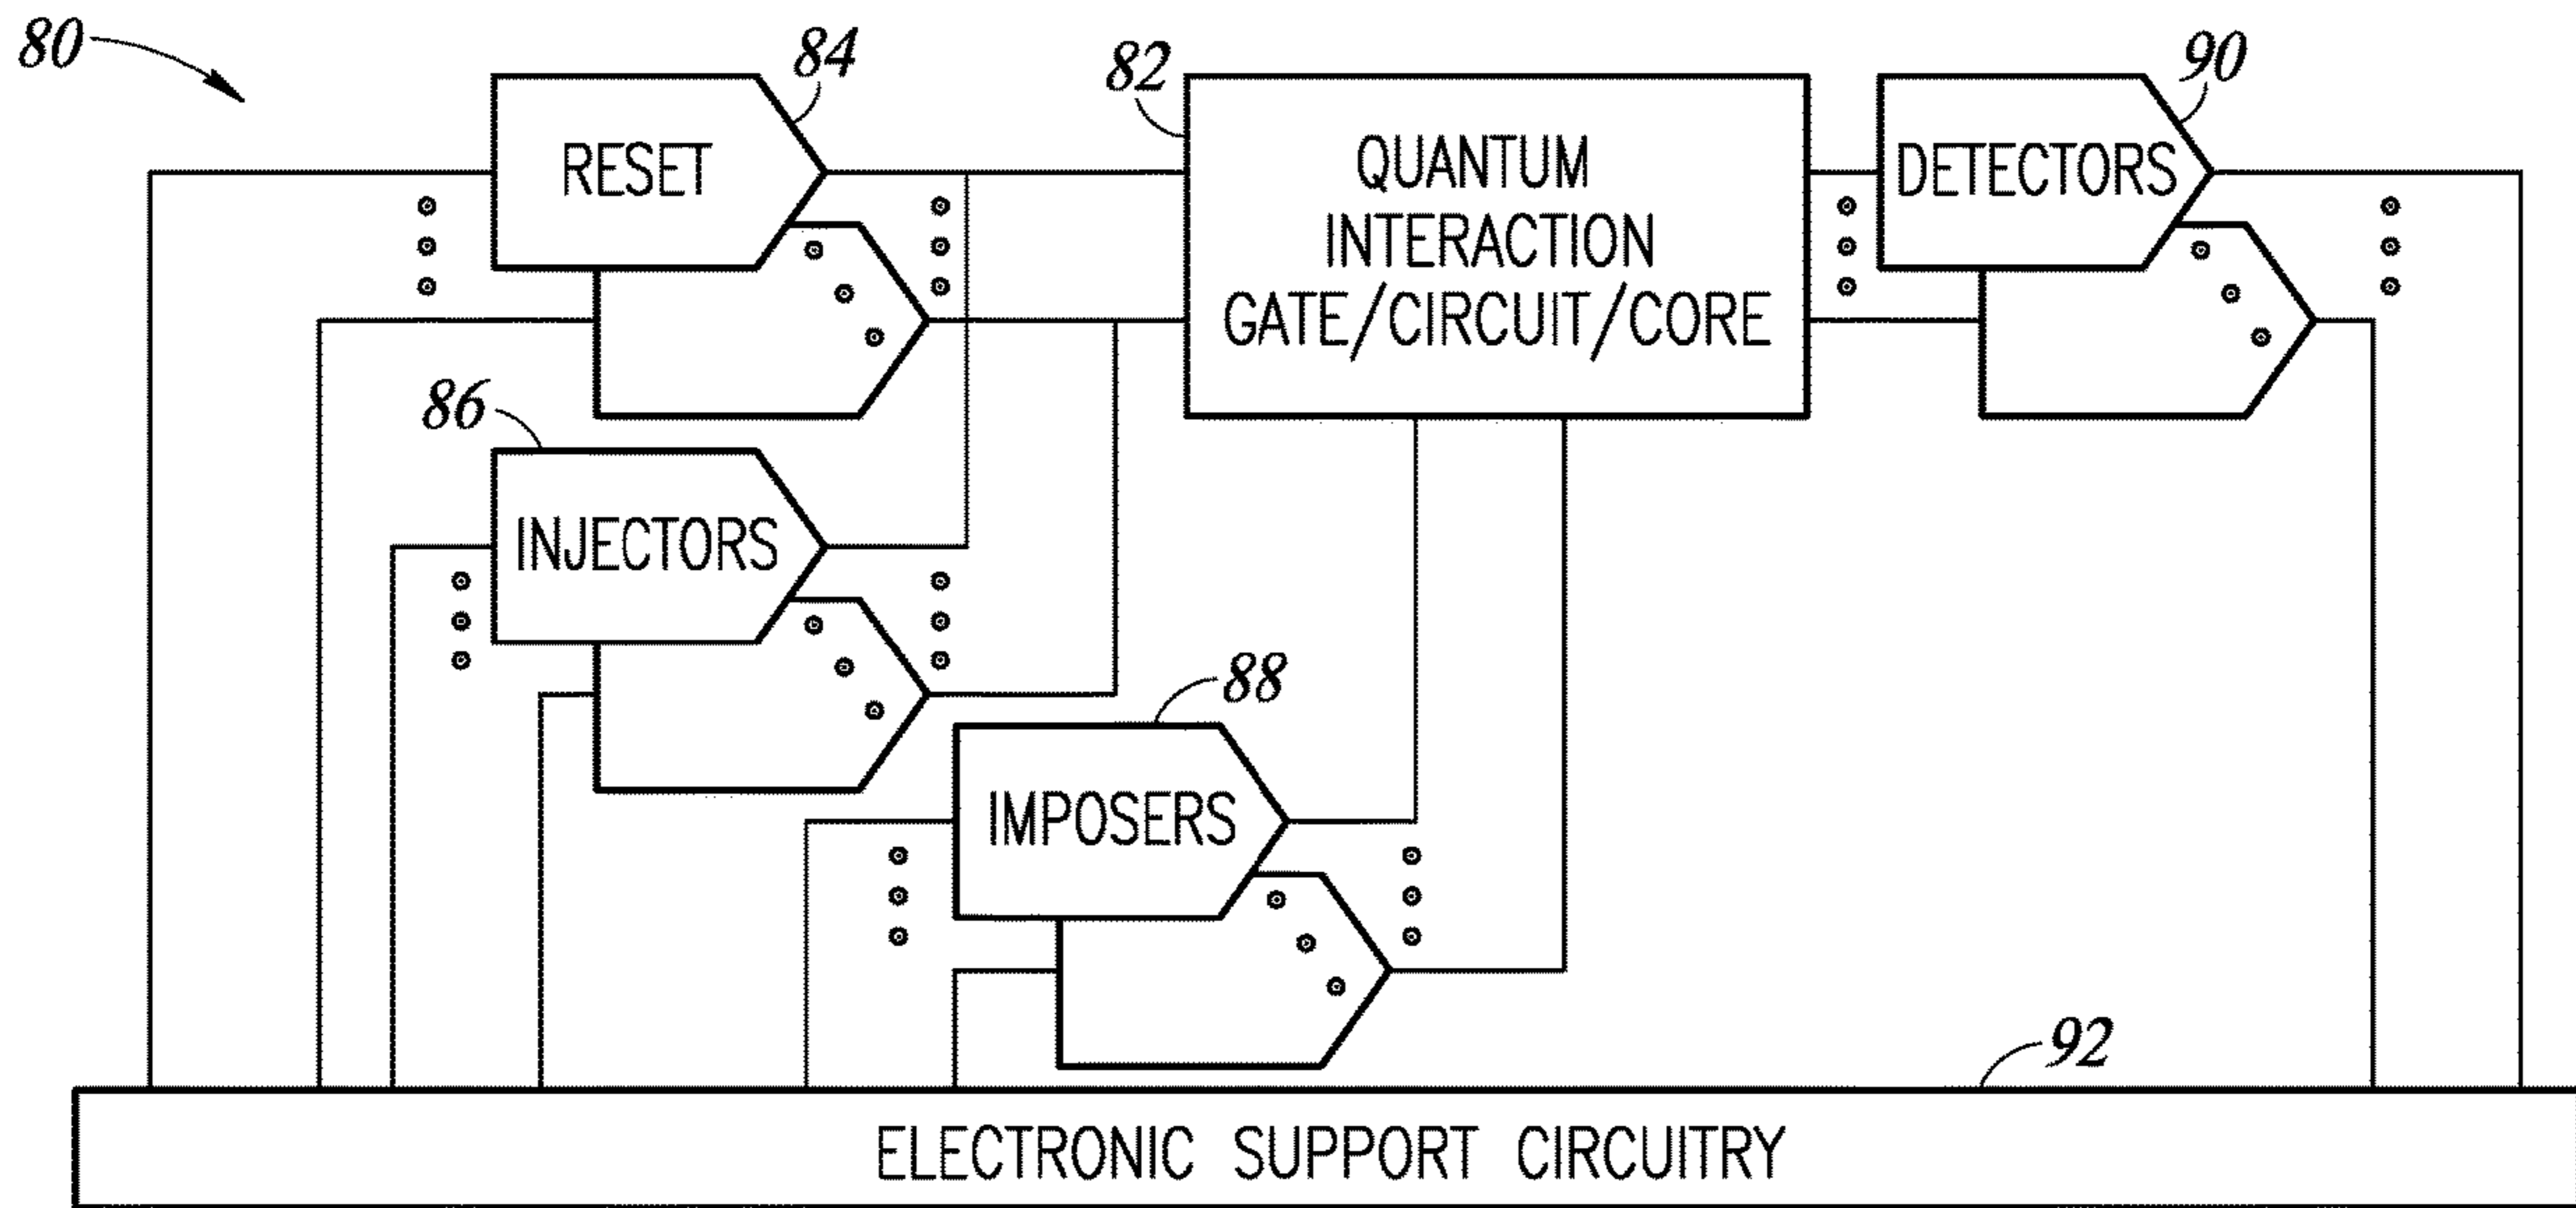 80
84
82
90
RESET
QUANTUM
INTERACTION
GATE/CIRCUIT/CORE
DETECTORS
86
INJECTORS
88
IMPOSERS
92
ELECTRONIC SUPPORT CIRCUITRY